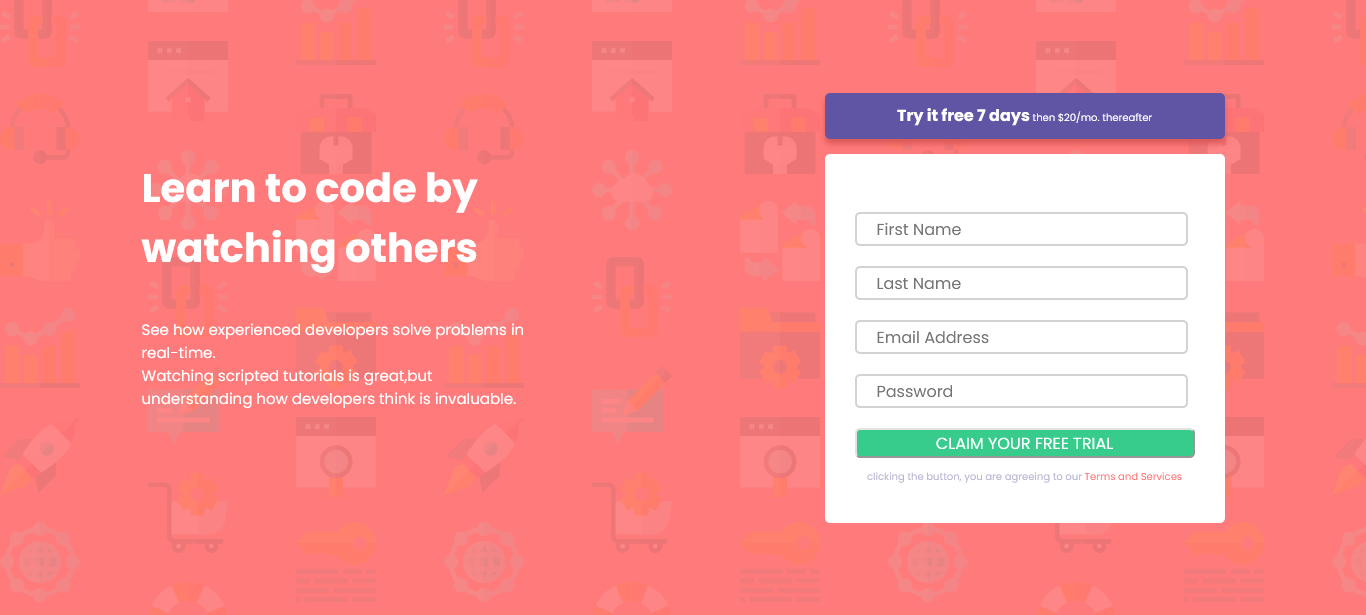 Learn to code by
watching others
See how experienced developers solve problems in
real-time.
Watching scripted tutorials is great,but
understanding how developers think is invaluable.
Try it free 7 days then $20/mo. thereafter
First Name
Last Name
Email Address
Password
CLAIM YOUR FREE TRIAL
clicking the button, you are agreeing to our Terms and Services